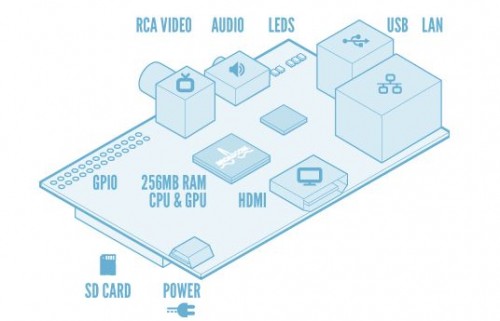 RCA VIDEO AUDIO LEDS USB LAN
GPIO 256MB RAM HDMI
CPU & GPU
SD CARD POWER